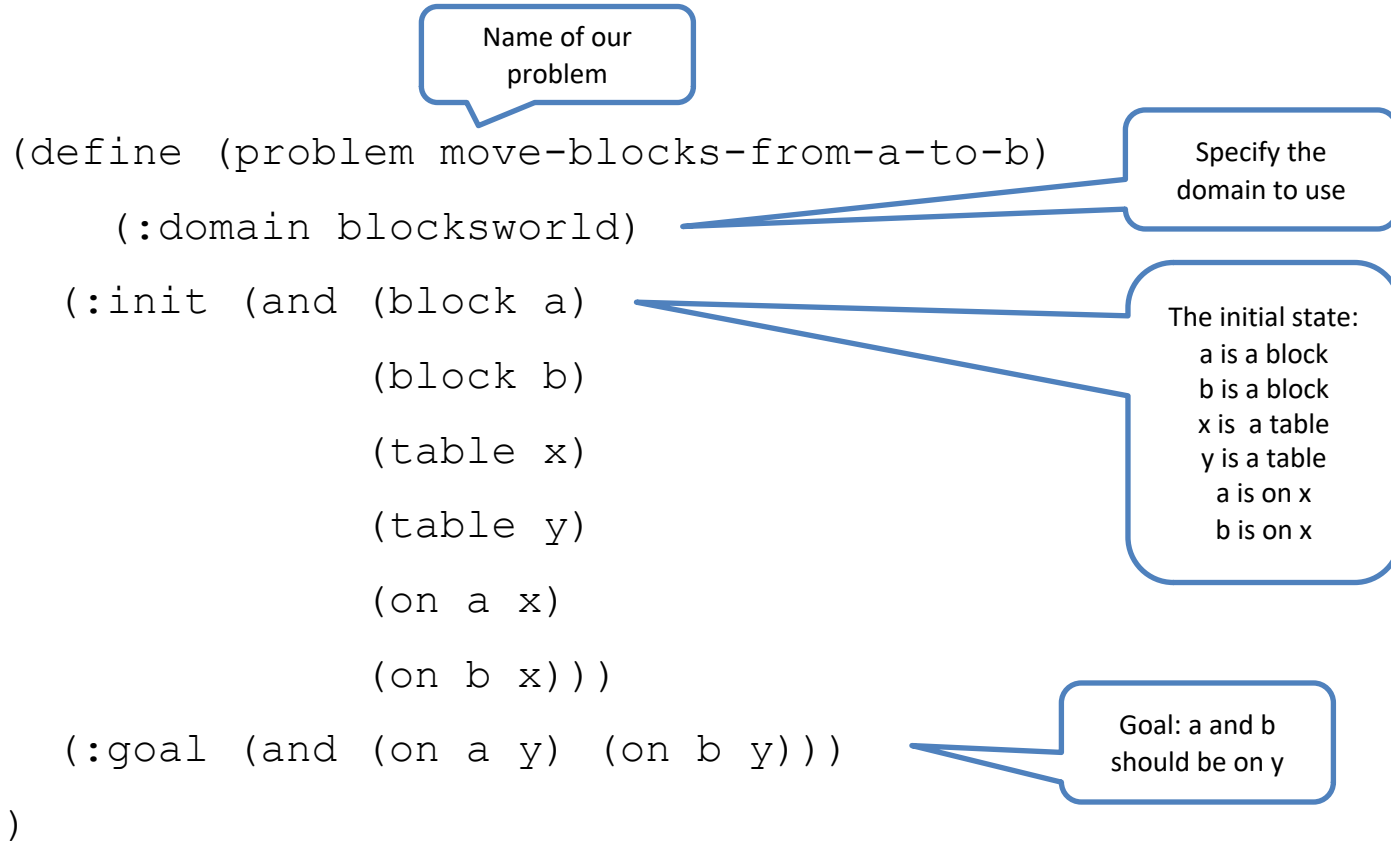 Name of our
problem
(define (problem move-blocks-from-a-to-b)
Specify the
domain to use
(:domain blocksworld)
(:init (and (block a)
(block b)
(table x)
(table y)
(on a x)
(on b x)))
The initial state:
a is a block
b is a block
x is  a table
y is a table
a is on x
b is on x
(:goal (and (on a y) (on b y)))
Goal: a and b
should be on y
)